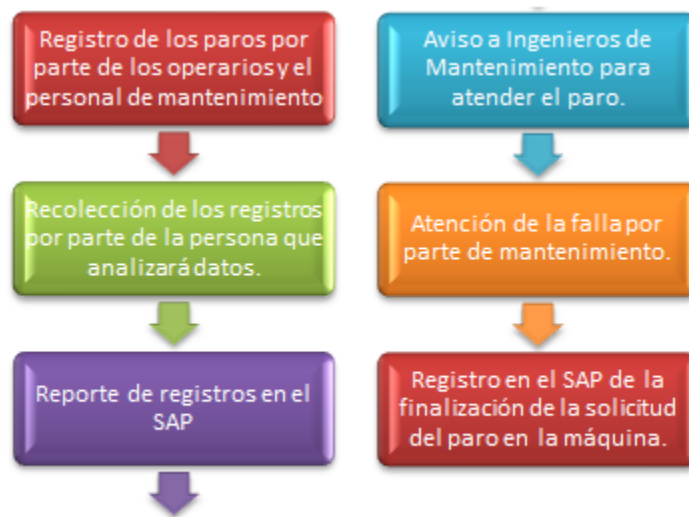 Registro de los paros por
parte de los operarios y el
personal de mantenimiento
Recolección de los registros
por parte de la persona que
analizará datos.
Reporte de registros en el
SAP
Aviso a Ingenieros de
Mantenimiento para
atender el paro.
Atención de la falla por
parte de mantenimiento.
Registro en el SAP de la
finalización de la solicitud
del paro en la máquina.